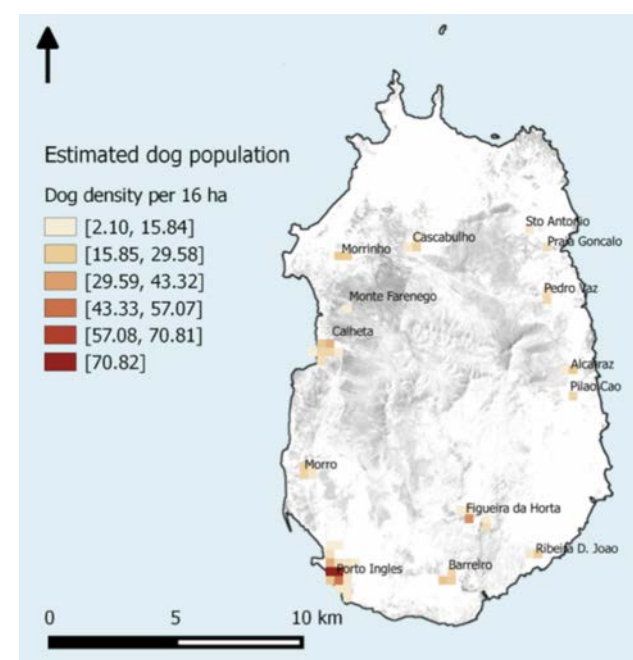 Estimated dog population
Dog density per 16 ha
[2.10, 15.84]
[15.85, 29.58]
[29.59, 43.32]
[43.33, 57.07]
[57.08, 70.81]
[70.82]
Sto Antonio
Cascabulho
Praia Goncalo
Morrinho
Pedro Vaz
Monte Farenego
Calheta
Alcatraz
Pilao Cao
Morro
Figueira da Horta
Ribeira D. Joao
Porto Ingles
Barreiro
0 5 10 km